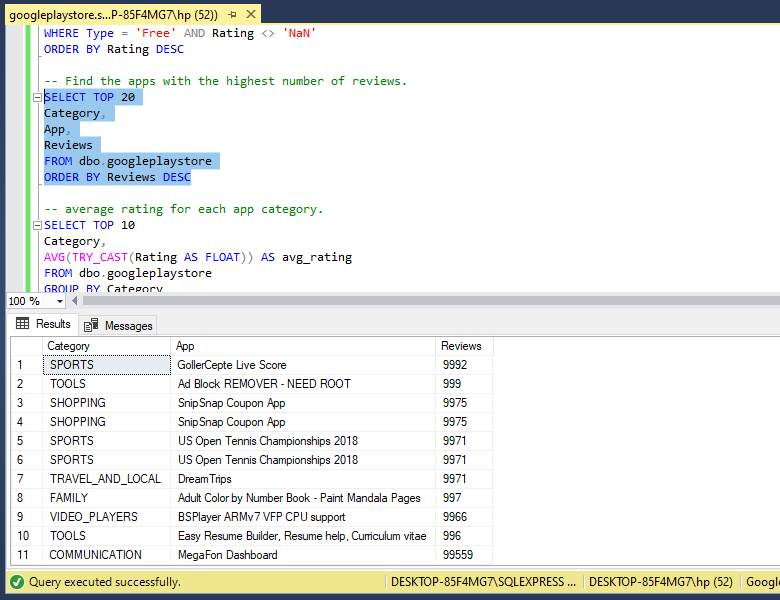 googleplaystore.s...P-85F4MG7\hp (52))
WHERE Type = 'Free' AND Rating <> 'NaN'
ORDER BY Rating DESC
-- Find the apps with the highest number of reviews.
SELECT TOP 20
Category,
App,
Reviews
FROM dbo.googleplaystore
ORDER BY Reviews DESC
-- average rating for each app category.
SELECT TOP 10
Category,
AVG(TRY_CAST(Rating AS FLOAT)) AS avg_rating
FROM dbo.googleplaystore
GROUP BY Category
100 %
Results Messages
Category App Reviews
1 SPORTS GollerCepte Live Score 9992
2 TOOLS Ad Block REMOVER - NEED ROOT 999
3 SHOPPING SnipSnap Coupon App 9975
4 SHOPPING SnipSnap Coupon App 9975
5 SPORTS US Open Tennis Championships 2018 9971
6 SPORTS US Open Tennis Championships 2018 9971
7 TRAVEL_AND_LOCAL DreamTrips 9971
8 FAMILY Adult Color by Number Book - Paint Mandala Pages 997
9 VIDEO_PLAYERS BSPlayer ARMv7 VFP CPU support 9966
10 TOOLS Easy Resume Builder, Resume help, Curriculum vitae 996
11 COMMUNICATION MegaFon Dashboard 99559
Query executed successfully. DESKTOP-85F4MG7\SQLEXPRESS ... DESKTOP-85F4MG7\hp (52) Googl